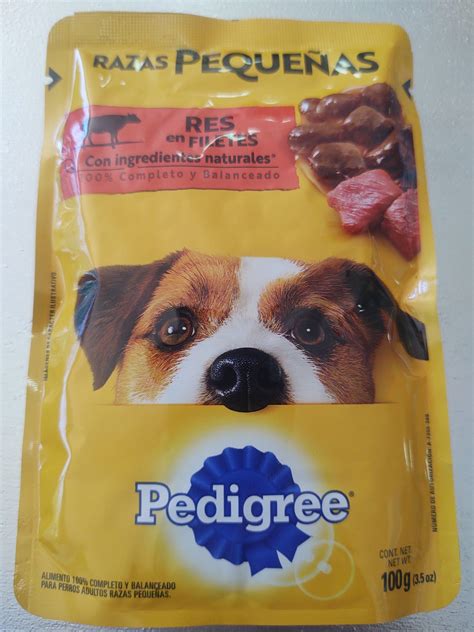 RAZAS PEQUEÑAS
RES
en FILETES
Con ingredientes naturales*
100% Completo y Balanceado
Pedigree®
CONT. NET.
NET WT.
100g (3.5 oz)
ALIMENTO 100% COMPLETO Y BALANCEADO
PARA PERROS ADULTOS RAZAS PEQUEÑAS.